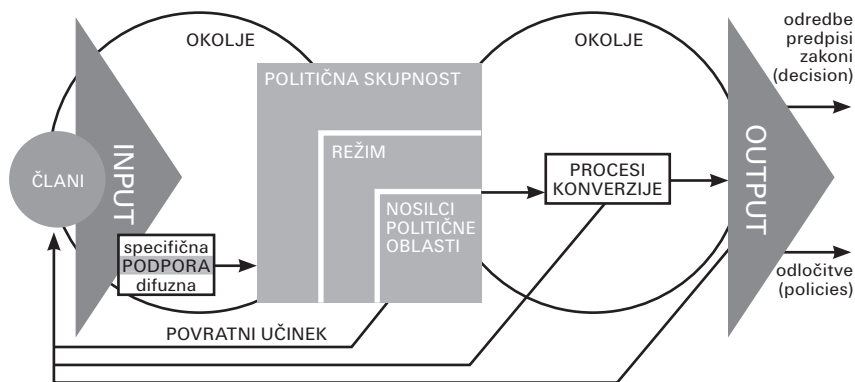 OKOLJE
OKOLJE
odredbe
predpisi
zakoni
(decision)
POLITIČNA SKUPNOST
REŽIM
ČLANI
INPUT
NOSILCI
POLITIČNE
OBLASTI
PROCESI
KONVERZIJE
OUTPUT
specifična
PODPORA
difuzna
odločitve
(policies)
POVRATNI UČINEK